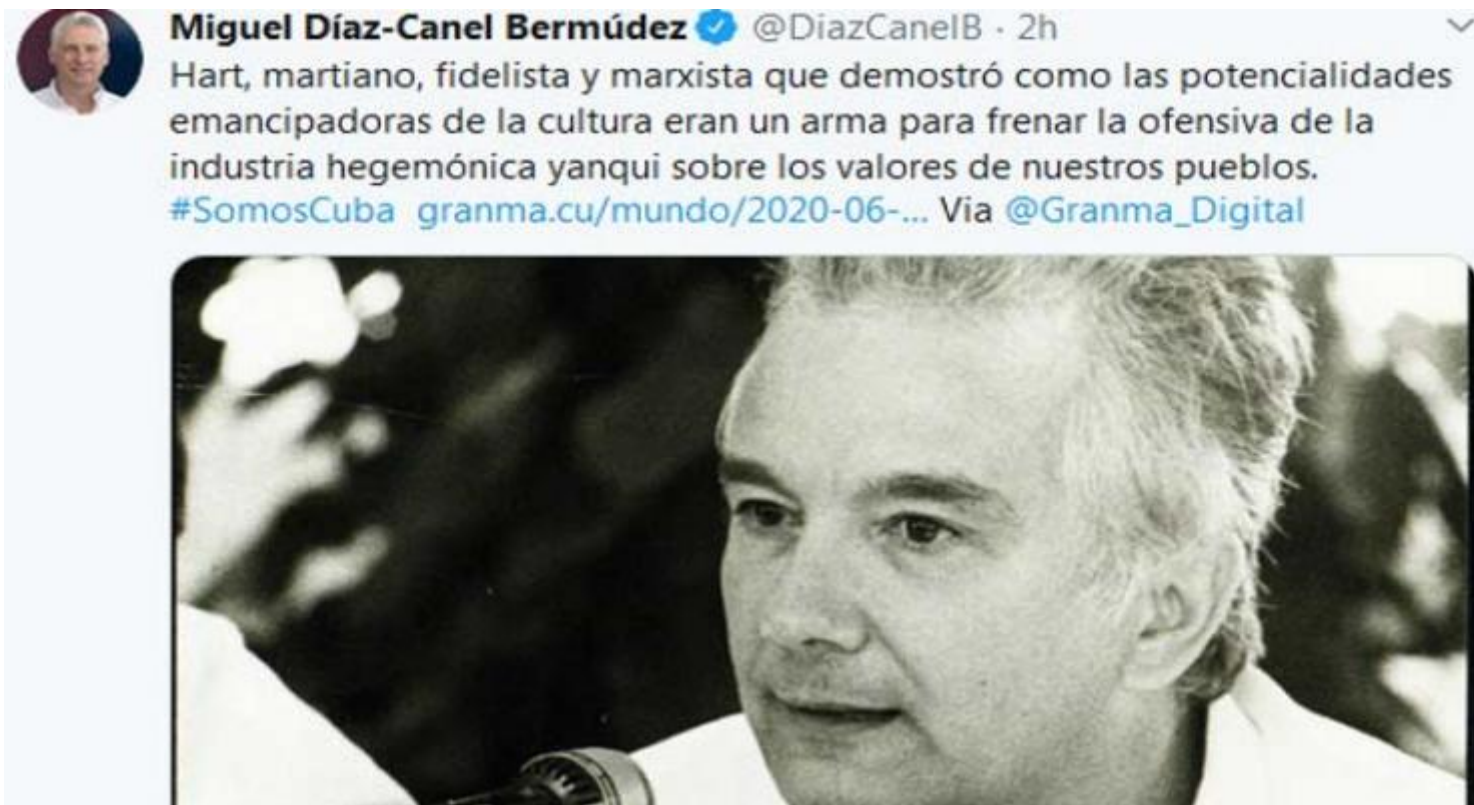 Miguel Díaz-Canel Bermúdez @DiazCanelB · 2h
Hart, martiano, fidelista y marxista que demostró como las potencialidades
emancipadoras de la cultura eran un arma para frenar la ofensiva de la
industria hegemónica yanqui sobre los valores de nuestros pueblos.
#SomosCuba granma.cu/mundo/2020-06-... Via @Granma_Digital